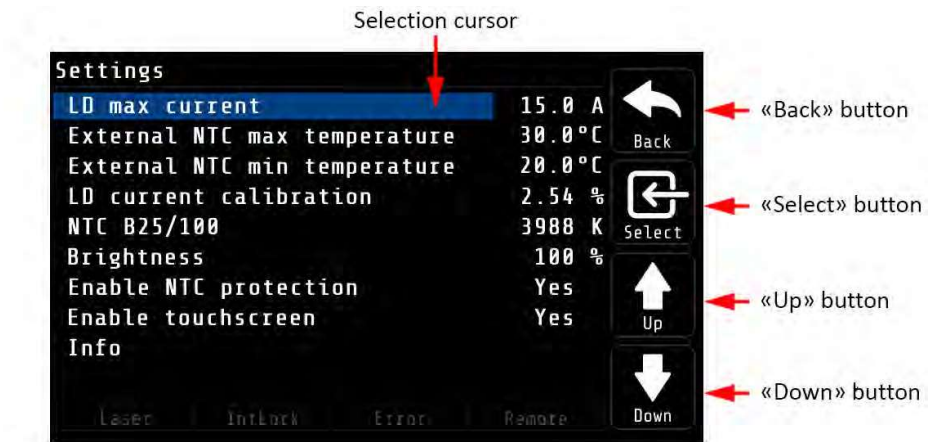 Selection cursor
Settings
LD max current 15.0 A
External NTC max temperature 30.0°C
External NTC min temperature 20.0°C
LD current calibration 2.54 %
NTC B25/100 3988 K
Brightness 100 %
Enable NTC protection Yes
Enable touchscreen Yes
Info
Laser IntLock Error Remote
Back
Select
Up
Down
«Back» button
«Select» button
«Up» button
«Down» button